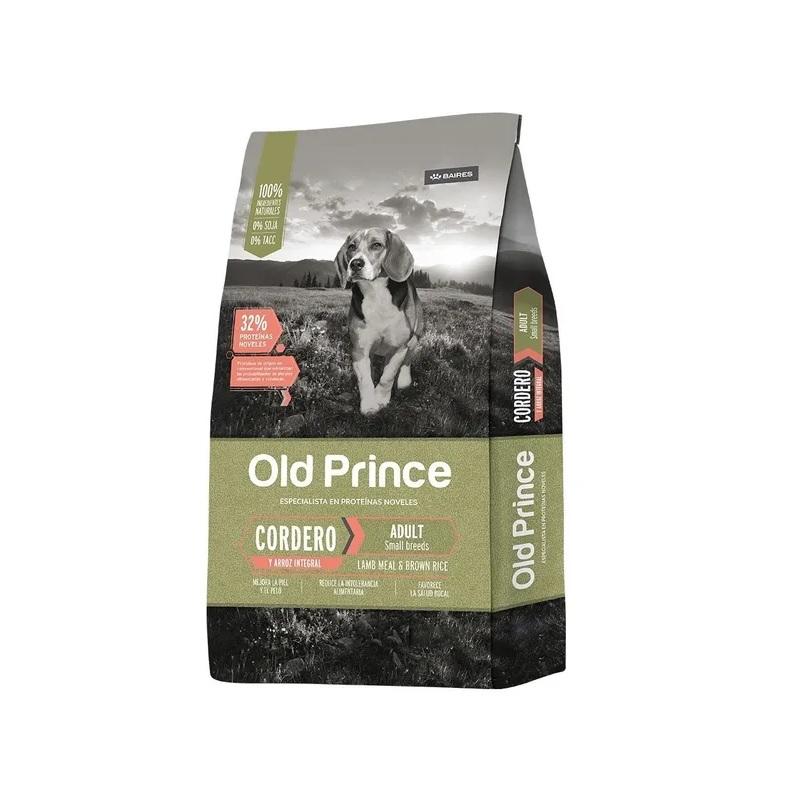 BAIRES
100%
INGREDIENTES
NATURALES
0% SOJA
0% TACC
32%
PROTEÍNAS
NOVELES
Old Prince
ESPECIALISTA EN PROTEÍNAS NOVELES
CORDERO
Y ARROZ INTEGRAL
ADULT
Small breeds
LAMB MEAL & BROWN RICE
MEJORA LA PIEL
Y EL PELO
REDUCE LA INTOLERANCIA
ALIMENTARIA
FAVORECE
LA SALUD BUCAL
ADULT
Small breeds
CORDERO
Y ARROZ INTEGRAL
Old Prince
ESPECIALISTA EN PROTEÍNAS NOVELES